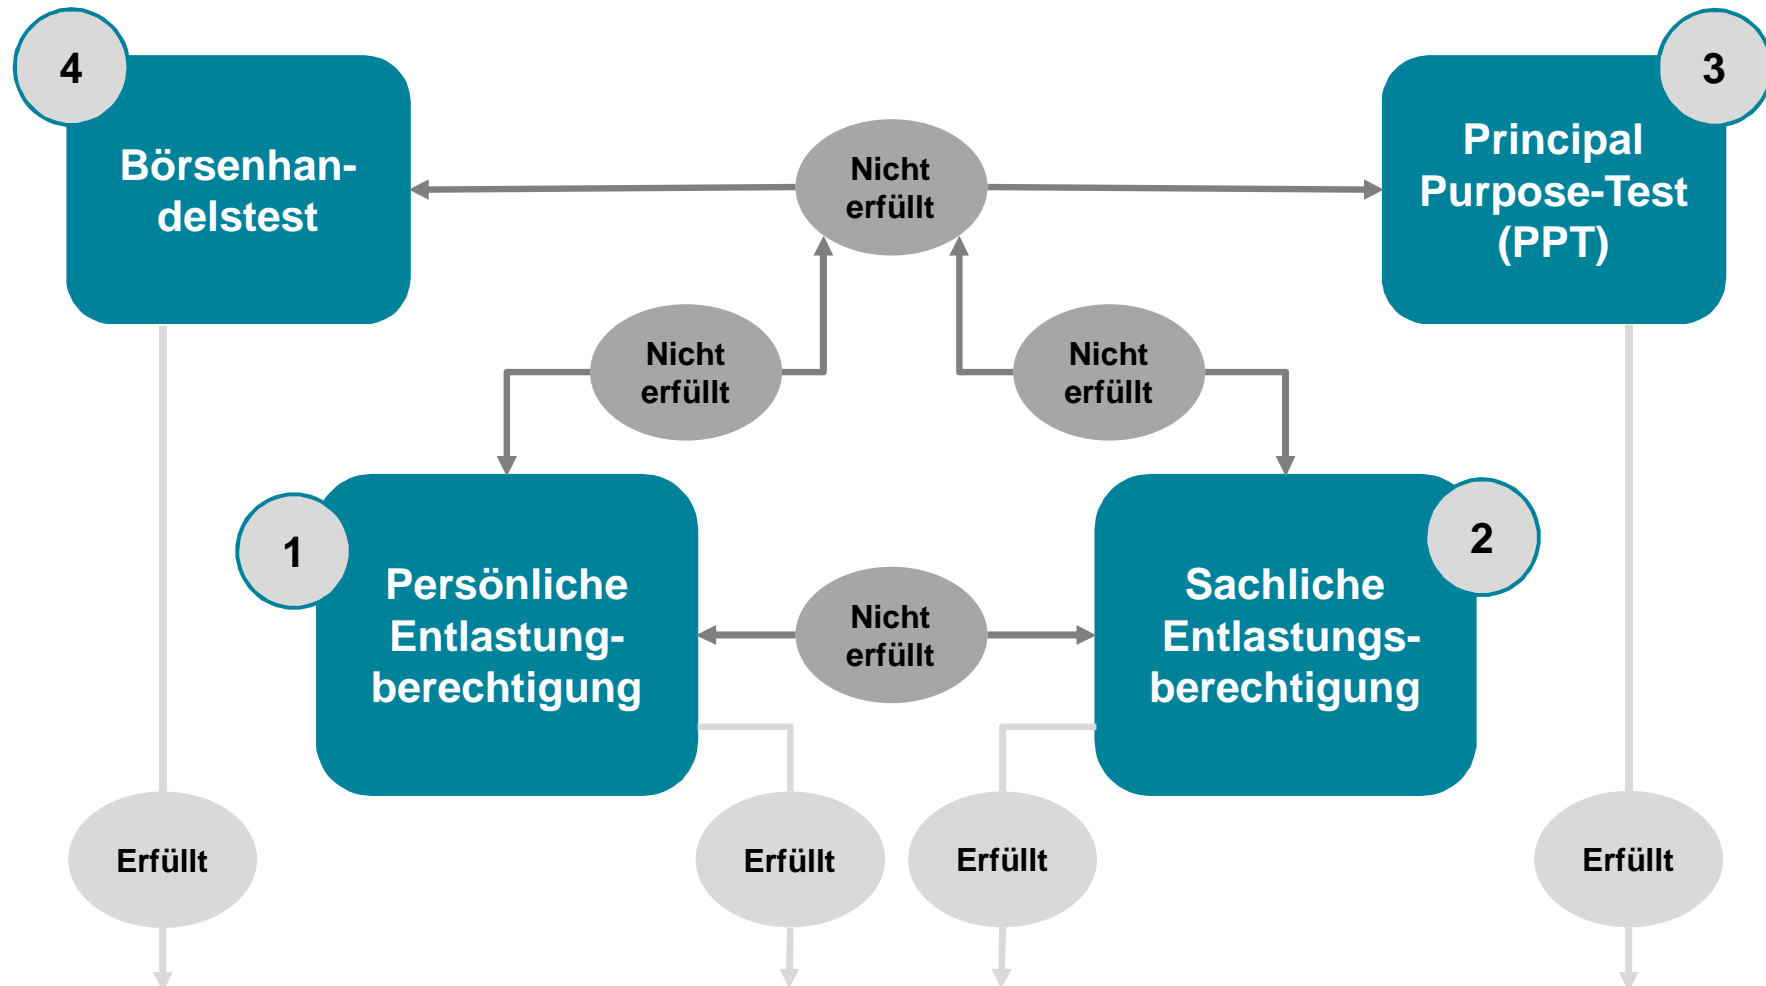 4
Börsenhan-
delstest
Nicht
erfüllt
3
Principal
Purpose-Test
(PPT)
Nicht
erfüllt
Nicht
erfüllt
1
Persönliche
Entlastung-
berechtigung
Nicht
erfüllt
2
Sachliche
Entlastungs-
berechtigung
Erfüllt
Erfüllt
Erfüllt
Erfüllt